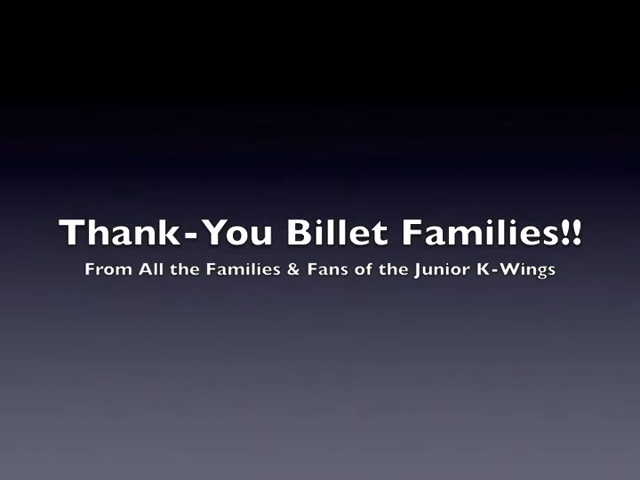 Thank-You Billet Families!!
From All the Families & Fans of the Junior K-Wings